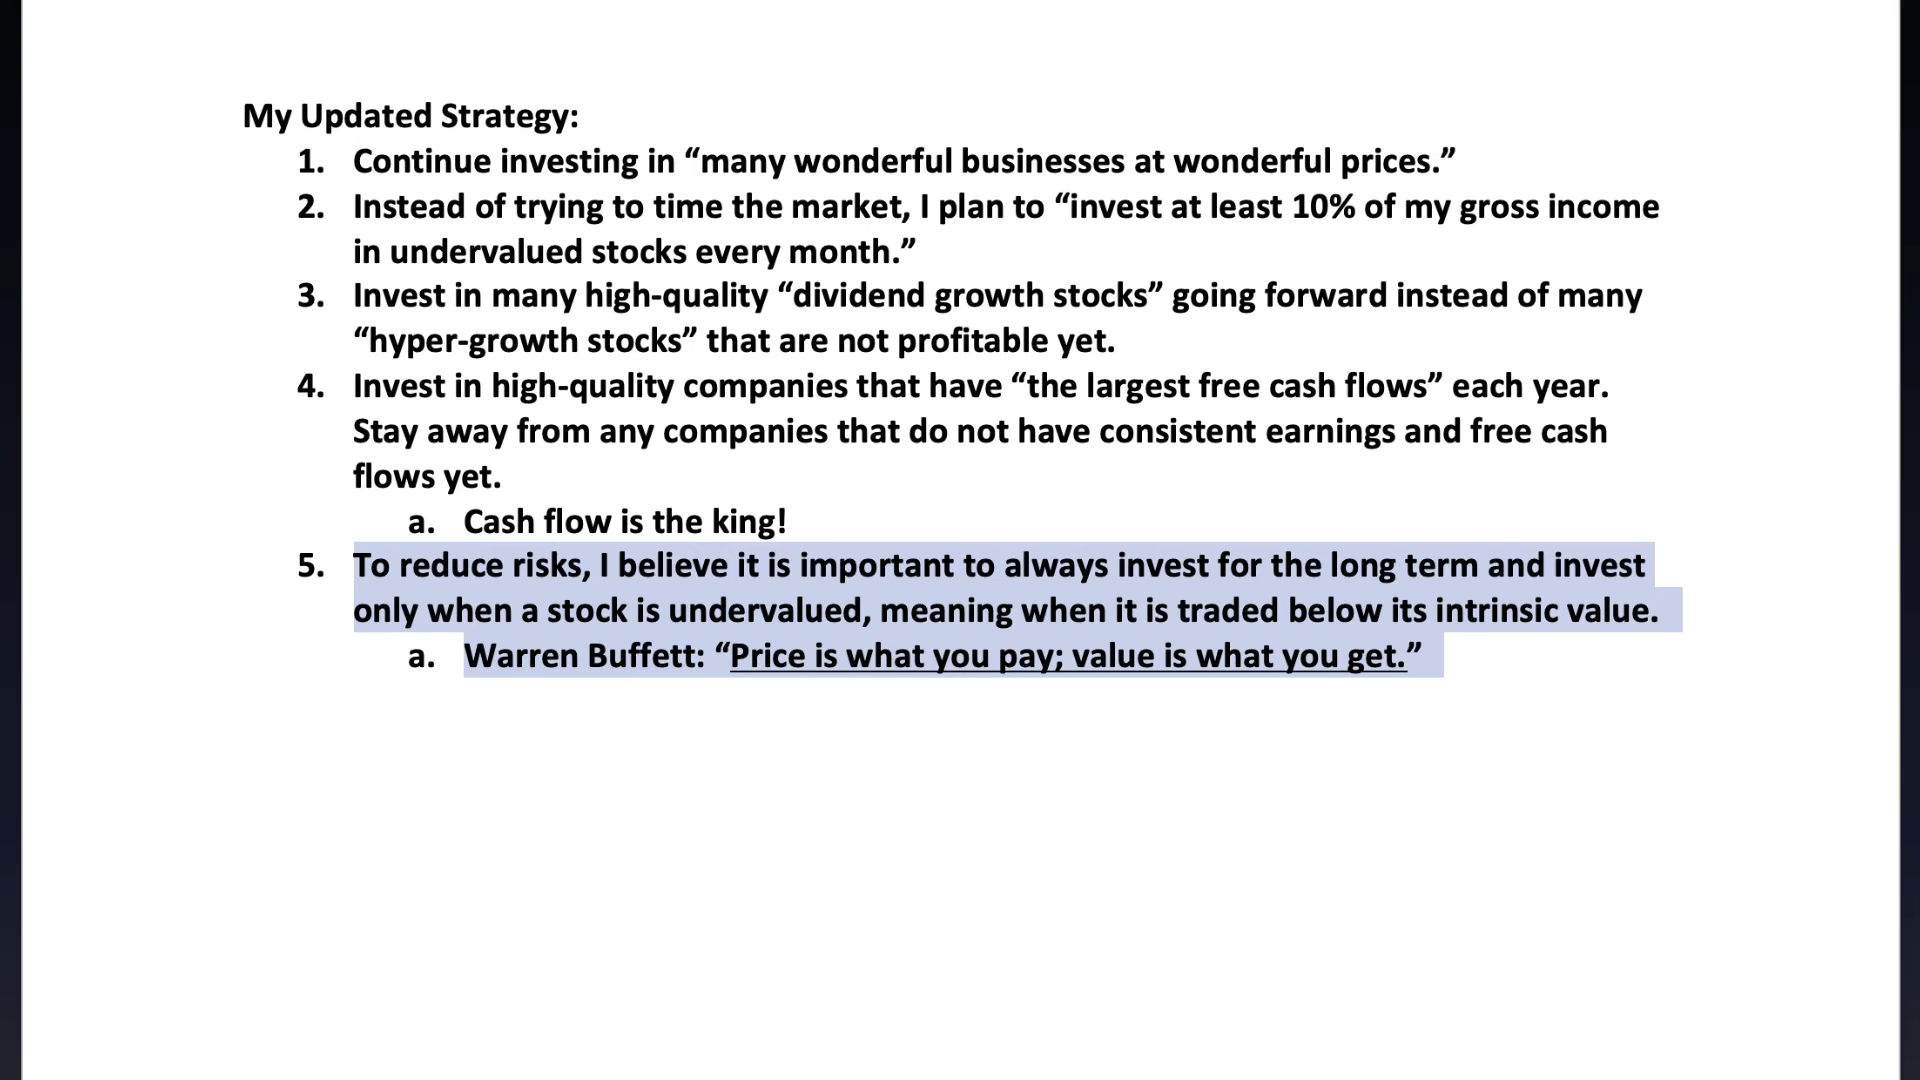 My Updated Strategy:
1. Continue investing in “many wonderful businesses at wonderful prices.”
2. Instead of trying to time the market, I plan to “invest at least 10% of my gross income
in undervalued stocks every month.”
3. Invest in many high-quality “dividend growth stocks” going forward instead of many
“hyper-growth stocks” that are not profitable yet.
4. Invest in high-quality companies that have “the largest free cash flows” each year.
Stay away from any companies that do not have consistent earnings and free cash
flows yet.
a. Cash flow is the king!
5. To reduce risks, I believe it is important to always invest for the long term and invest
only when a stock is undervalued, meaning when it is traded below its intrinsic value.
a. Warren Buffett: “Price is what you pay; value is what you get.”